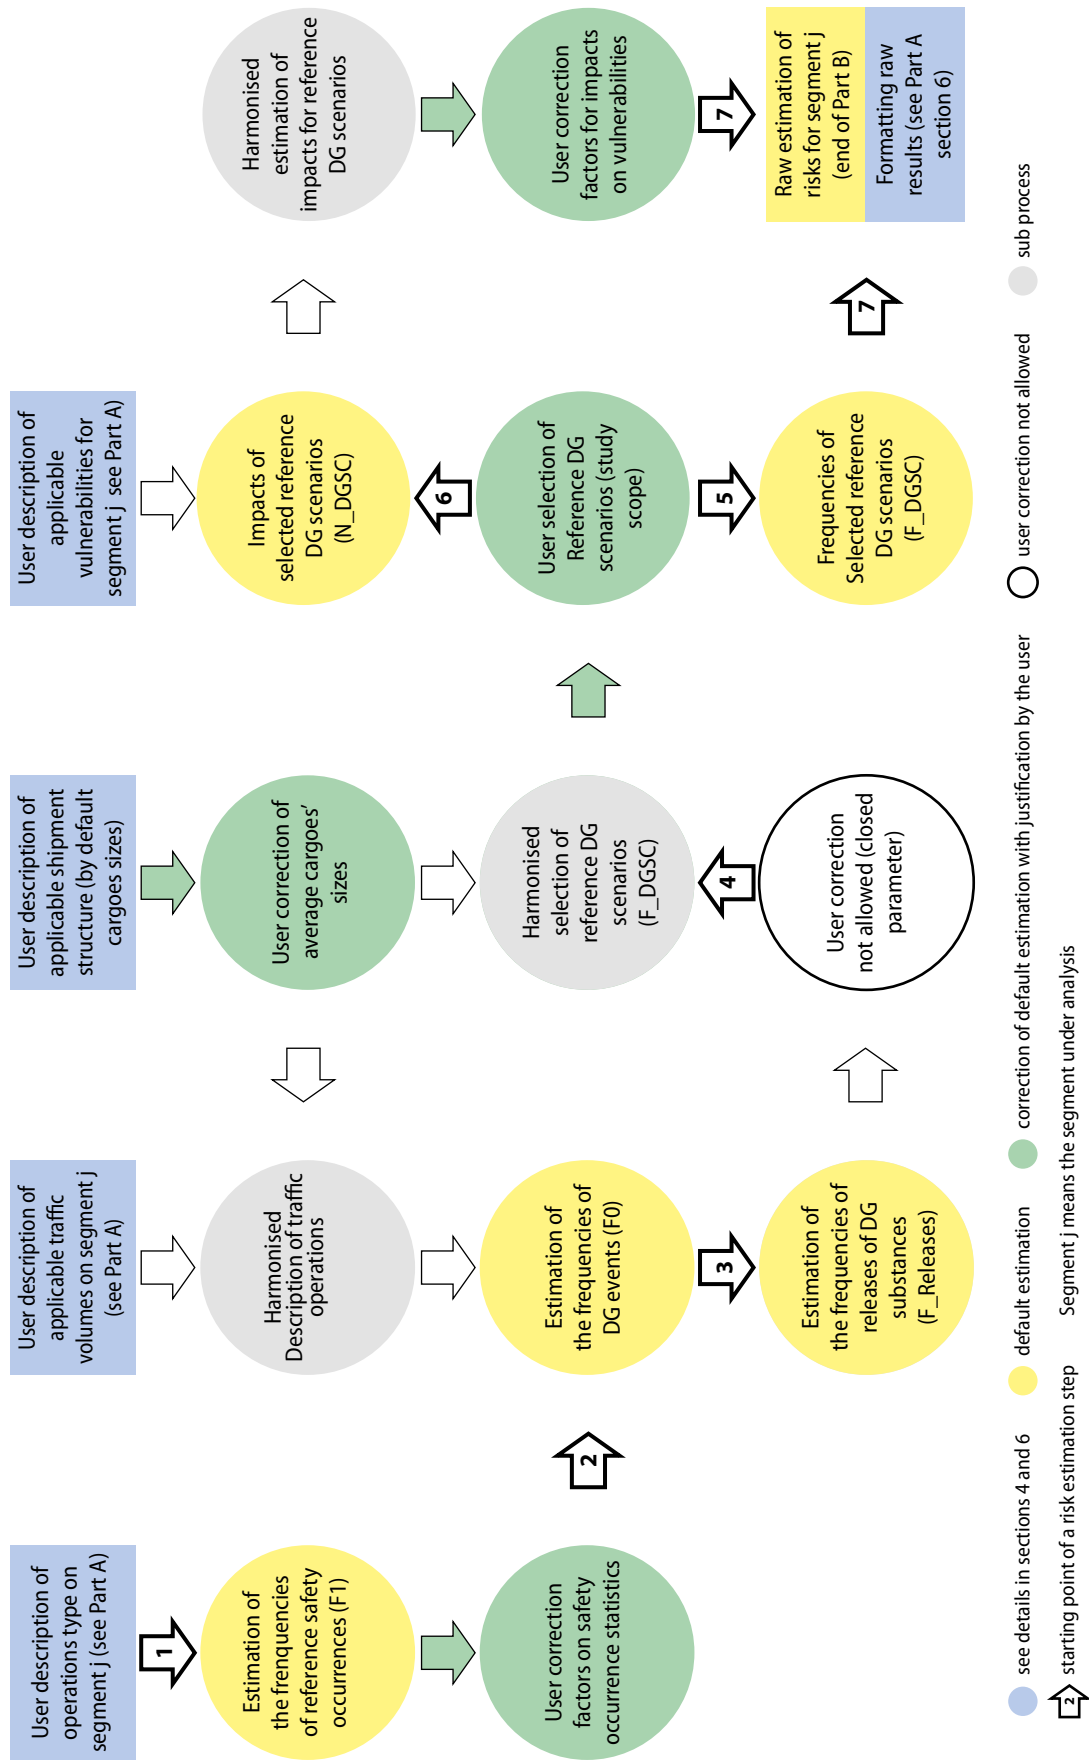 User description of
operations type on
segment j (see Part A)
1
Estimation of
the frenquencies
of reference safety
occurrences (F1)
User correction
factors on safety
occurrence statistics
2
User description of
applicable traffic
volumes on segment j
(see Part A)
Harmonised
Description of traffic
operations
Estimation of
the frequencies of
DG events (F0)
3
Estimation of
the frequencies of
releases of DG
substances
(F_Releases)
User description of
applicable shipment
structure (by default
cargoes sizes)
User correction of
average cargoes'
sizes
Harmonised
selection of
reference DG
scenarios
(F_DGSC)
4
User correction
not allowed (closed
parameter)
User description of
applicable
vulnerabilities for
segment j see Part A)
Impacts of
selected reference
DG scenarios
(N_DGSC)
6
User selection of
Reference DG
scenarios (study
scope)
5
Frequencies of
Selected reference
DG scenarios
(F_DGSC)
7
Harmonised
estimation of
impacts for reference
DG scenarios
User correction
factors for impacts
on vulnerabilities
7
Raw estimation of
risks for segment j
(end of Part B)
Formatting raw
results (see Part A
section 6)
see details in sections 4 and 6
default estimation
correction of default estimation with justification by the user
user correction not allowed
sub process
2
starting point of a risk estimation step
Segment j means the segment under analysis